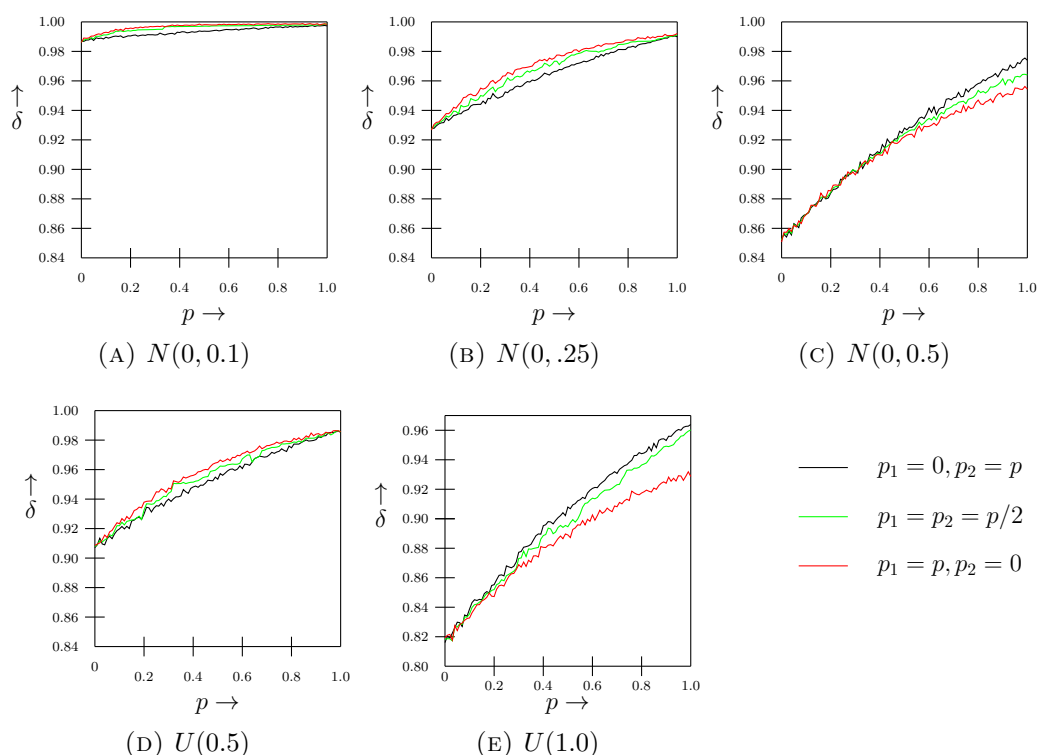 1.00
0.98
0.96
0.94
0.92
0.90
0.88
0.86
0.84
δ →
0 0.2 0.4 0.6 0.8 1.0
p →
(A) N(0, 0.1)
1.00
0.98
0.96
0.94
0.92
0.90
0.88
0.86
0.84
δ →
0 0.2 0.4 0.6 0.8 1.0
p →
(B) N(0, .25)
1.00
0.98
0.96
0.94
0.92
0.90
0.88
0.86
0.84
δ →
0 0.2 0.4 0.6 0.8 1.0
p →
(C) N(0, 0.5)
1.00
0.98
0.96
0.94
0.92
0.90
0.88
0.86
0.84
δ →
0 0.2 0.4 0.6 0.8 1.0
p →
(D) U(0.5)
0.96
0.94
0.92
0.90
0.88
0.86
0.84
0.82
0.80
δ →
0 0.2 0.4 0.6 0.8 1.0
p →
(E) U(1.0)
p₁ = 0, p₂ = p
p₁ = p₂ = p/2
p₁ = p, p₂ = 0